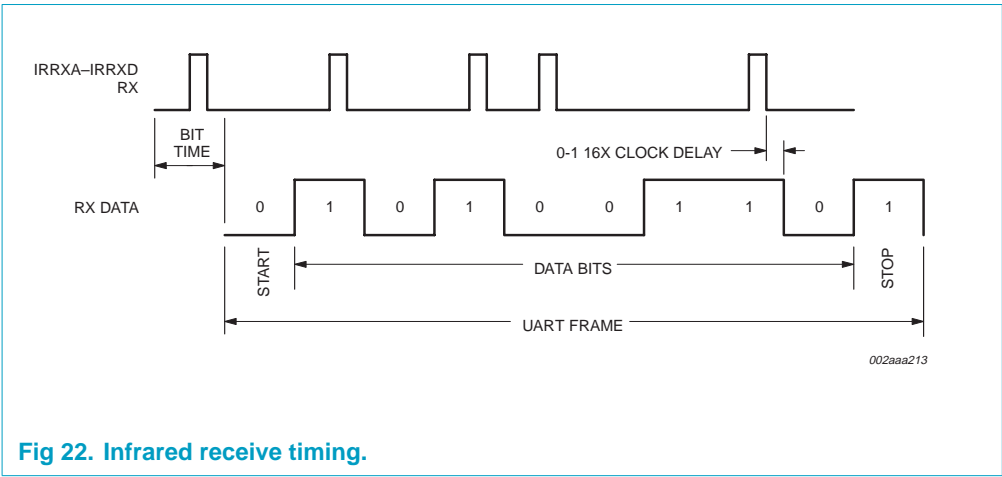 IRRXA–IRRXD
RX
BIT
TIME
0-1 16X CLOCK DELAY
RX DATA
0 1 0 1 0 0 1 1 0 1
START
DATA BITS
STOP
UART FRAME
002aaa213
Fig 22. Infrared receive timing.